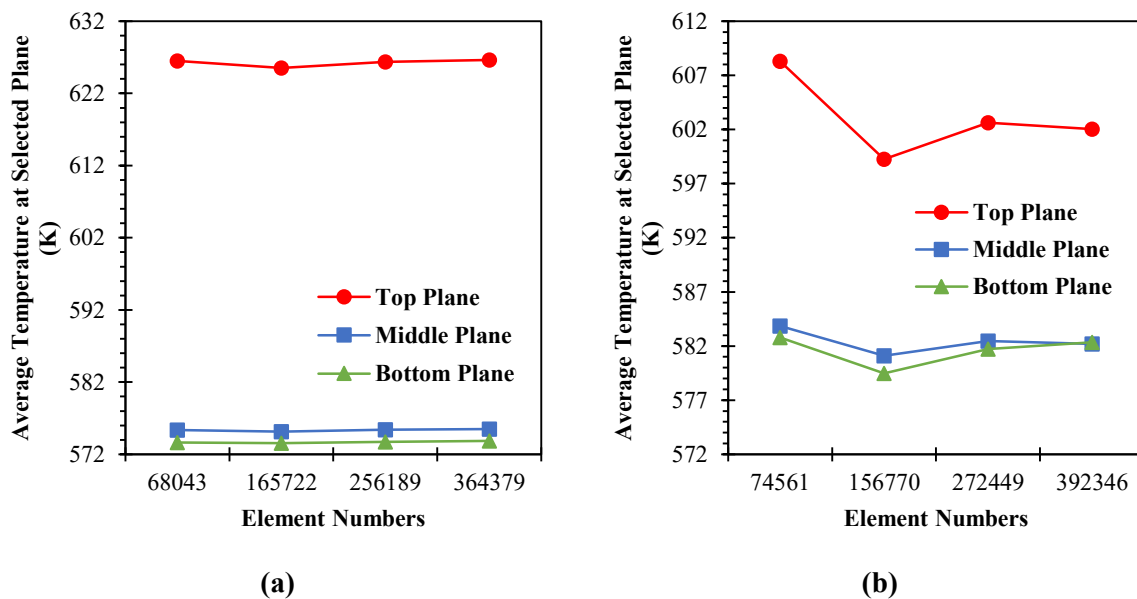 Average Temperature at Selected Plane
(K)
632
622
612
602
592
582
572
Top Plane
Middle Plane
Bottom Plane
68043
165722
256189
364379
Element Numbers
(a)
Average Temperature at Selected Plane
(K)
612
607
602
597
592
587
582
577
572
Top Plane
Middle Plane
Bottom Plane
74561
156770
272449
392346
Element Numbers
(b)